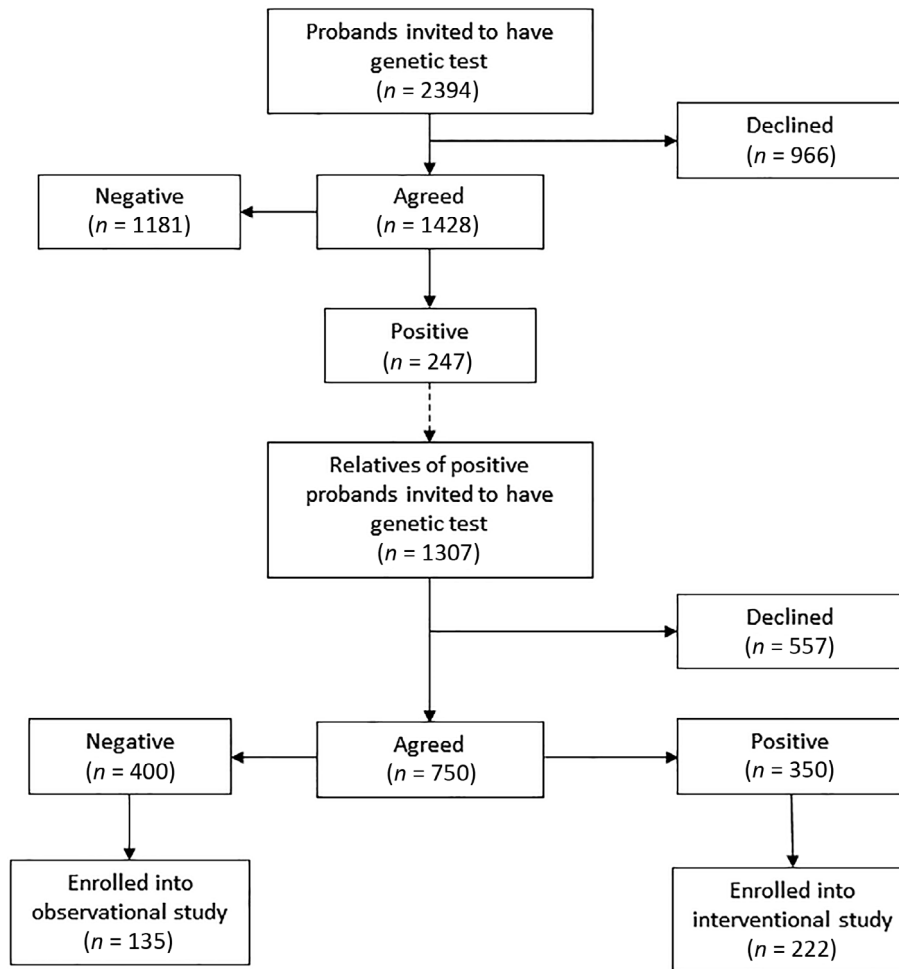 Probands invited to have
genetic test
(n = 2394)
Declined
(n = 966)
Negative
(n = 1181)
Agreed
(n = 1428)
Positive
(n = 247)
Relatives of positive
probands invited to have
genetic test
(n = 1307)
Declined
(n = 557)
Negative
(n = 400)
Agreed
(n = 750)
Positive
(n = 350)
Enrolled into
observational study
(n = 135)
Enrolled into
interventional study
(n = 222)